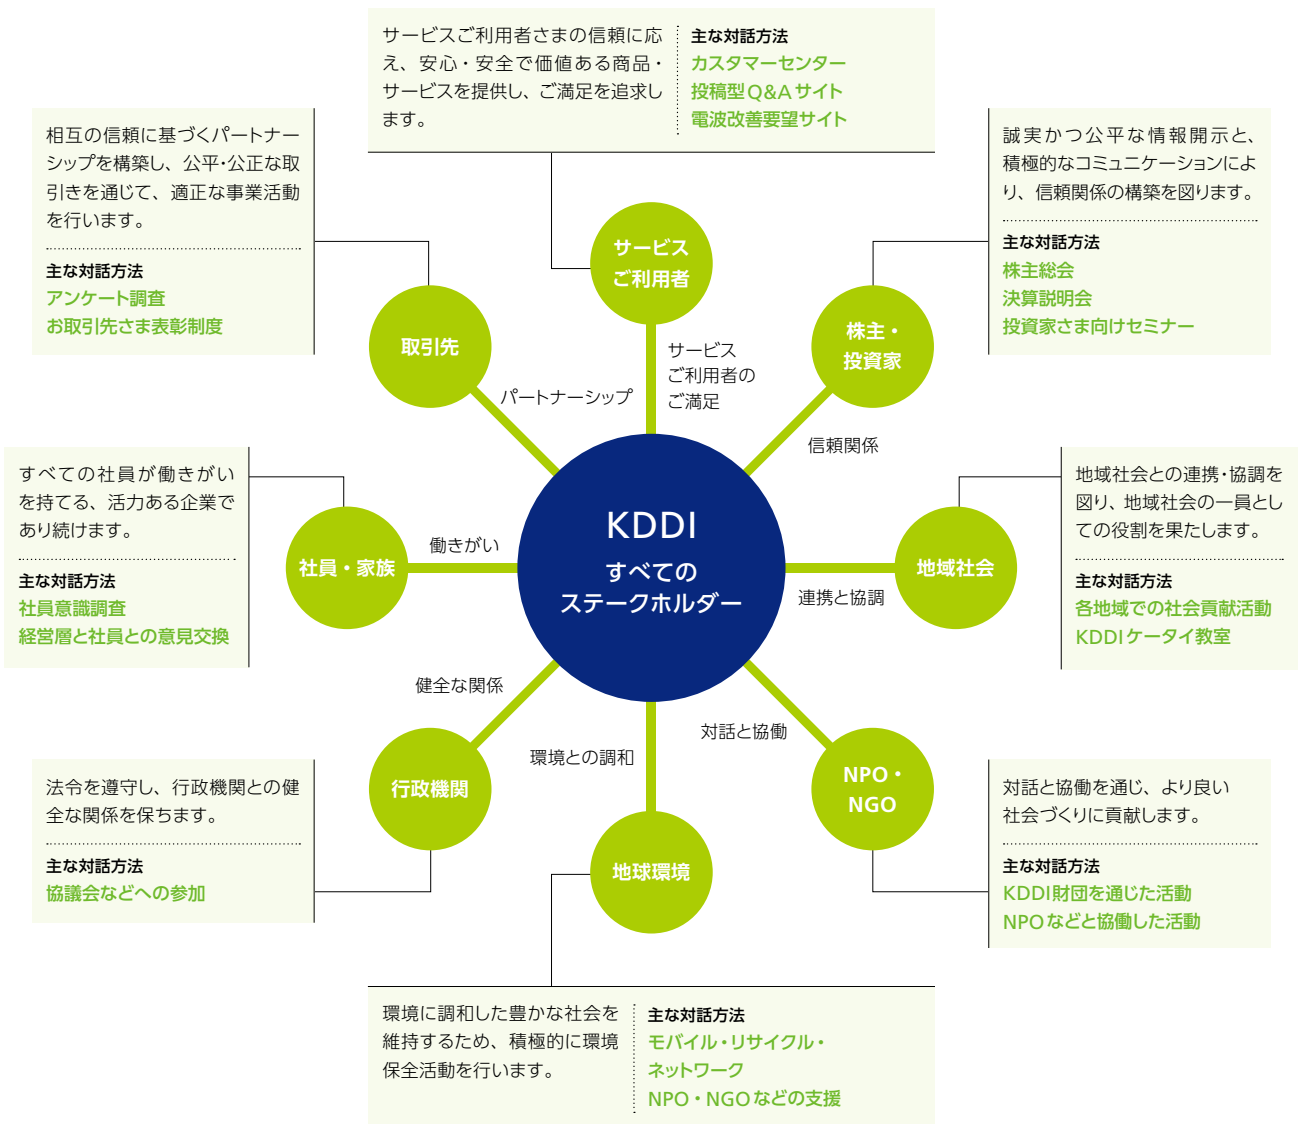 サービスご利用者さまの信頼に応
え、安心・安全で価値ある商品・
サービスを提供し、ご満足を追求し
ます。
主な対話方法
カスタマーセンター
投稿型Q&Aサイト
電波改善要望サイト
相互の信頼に基づくパートナー
シップを構築し、公平・公正な取
引きを通じて、適正な事業活動
を行います。
主な対話方法
アンケート調査
お取引先さま表彰制度
誠実かつ公平な情報開示と、
積極的なコミュニケーションによ
り、信頼関係の構築を図ります。
主な対話方法
株主総会
決算説明会
投資家さま向けセミナー
サービス
ご利用者
取引先
株主・
投資家
パートナーシップ
サービス
ご利用者の
ご満足
信頼関係
すべての社員が働きがい
を持てる、活力ある企業で
あり続けます。
主な対話方法
社員意識調査
経営層と社員との意見交換
社員・家族
働きがい
KDDI
すべての
ステークホルダー
連携と協調
地域社会
地域社会との連携・協調を
図り、地域社会の一員とし
ての役割を果たします。
主な対話方法
各地域での社会貢献活動
KDDIケータイ教室
健全な関係
環境との調和
対話と協働
行政機関
地球環境
NPO・
NGO
法令を遵守し、行政機関との健
全な関係を保ちます。
主な対話方法
協議会などへの参加
対話と協働を通じ、より良い
社会づくりに貢献します。
主な対話方法
KDDI財団を通じた活動
NPOなどと協働した活動
環境に調和した豊かな社会を
維持するため、積極的に環境
保全活動を行います。
主な対話方法
モバイル・リサイクル・
ネットワーク
NPO・NGOなどの支援